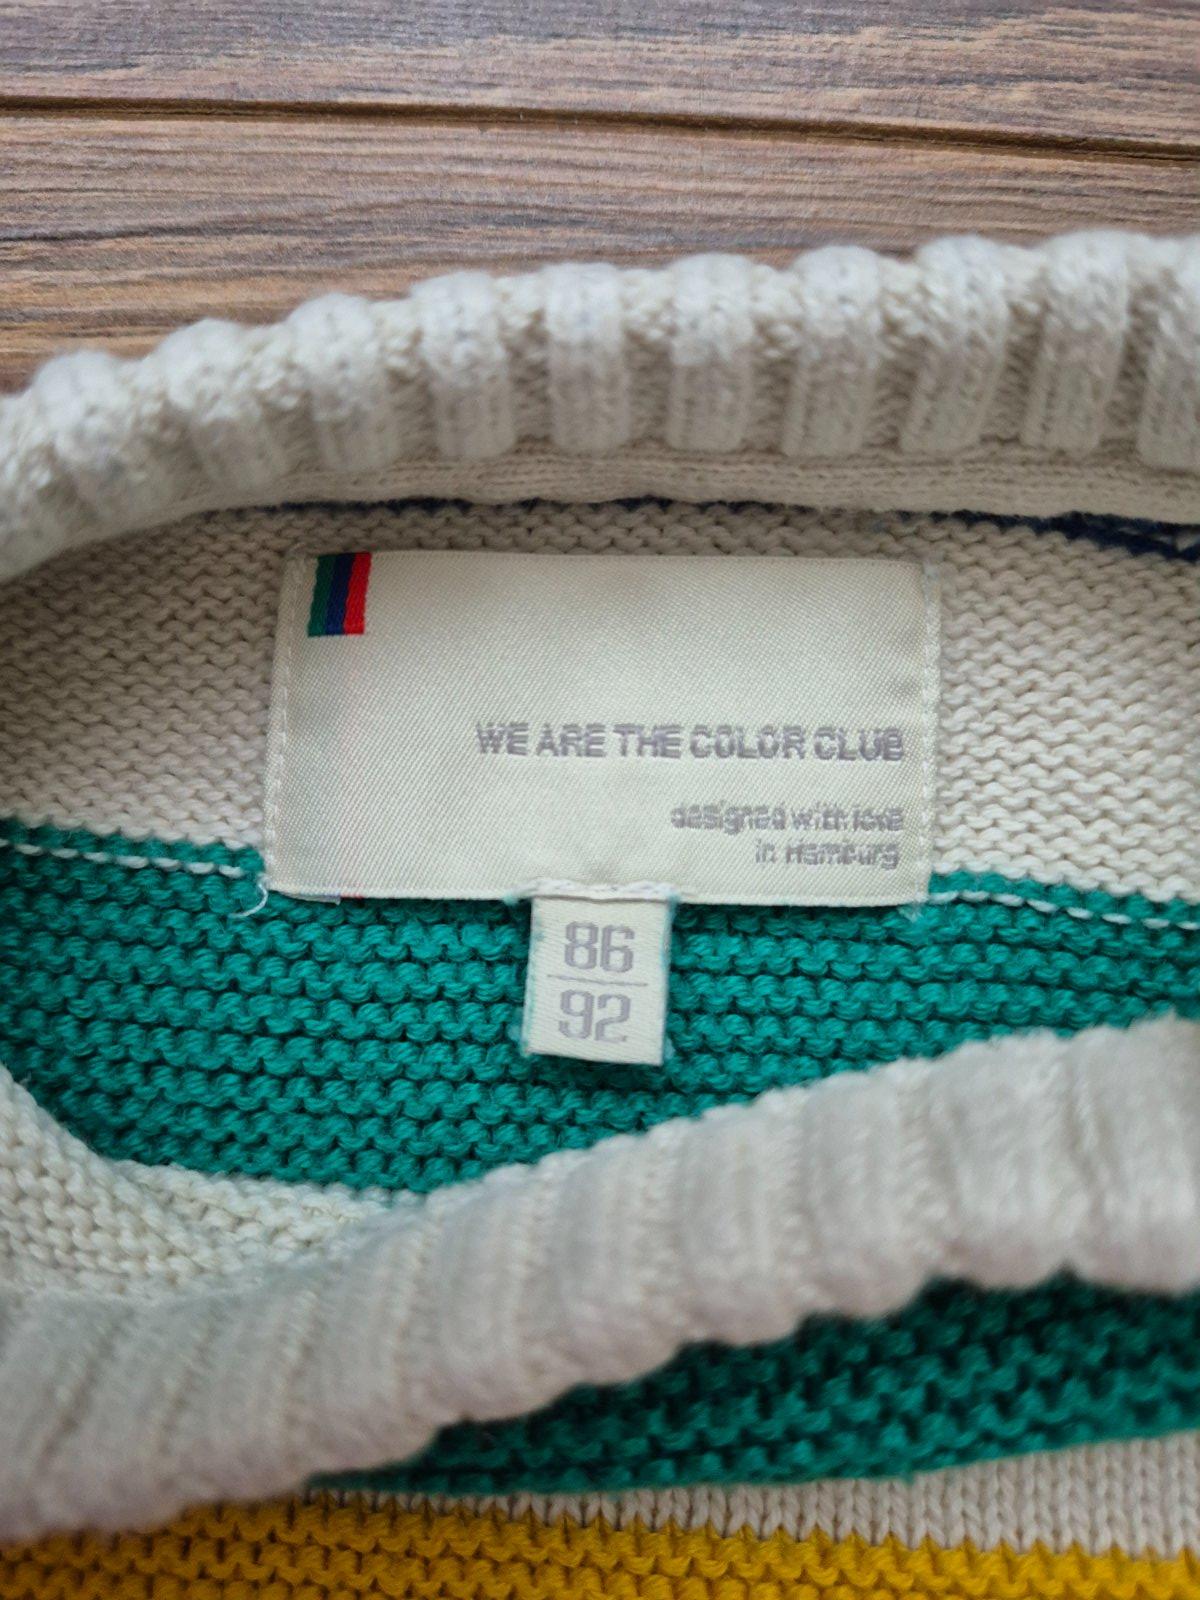 WE ARE THE COLOR CLUB
designed with love
in Hamburg
86
92